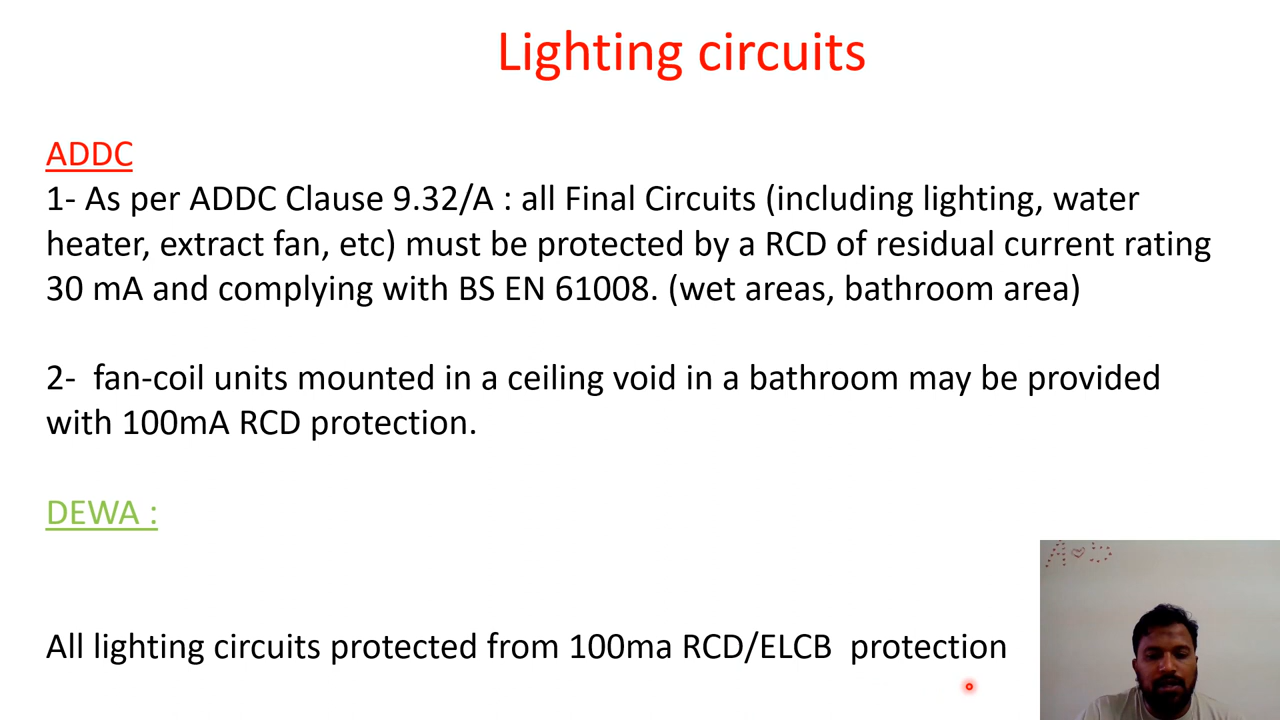 Lighting circuits
ADDC
1- As per ADDC Clause 9.32/A : all Final Circuits (including lighting, water
heater, extract fan, etc) must be protected by a RCD of residual current rating
30 mA and complying with BS EN 61008. (wet areas, bathroom area)
2-  fan-coil units mounted in a ceiling void in a bathroom may be provided
with 100mA RCD protection.
DEWA :
A♡D
All lighting circuits protected from 100ma RCD/ELCB  protection